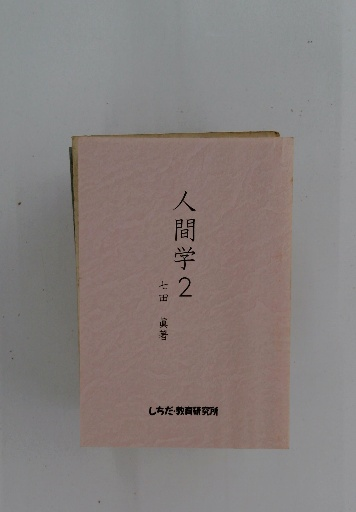 人間学2
七田 眞著
しちだ・教育研究所